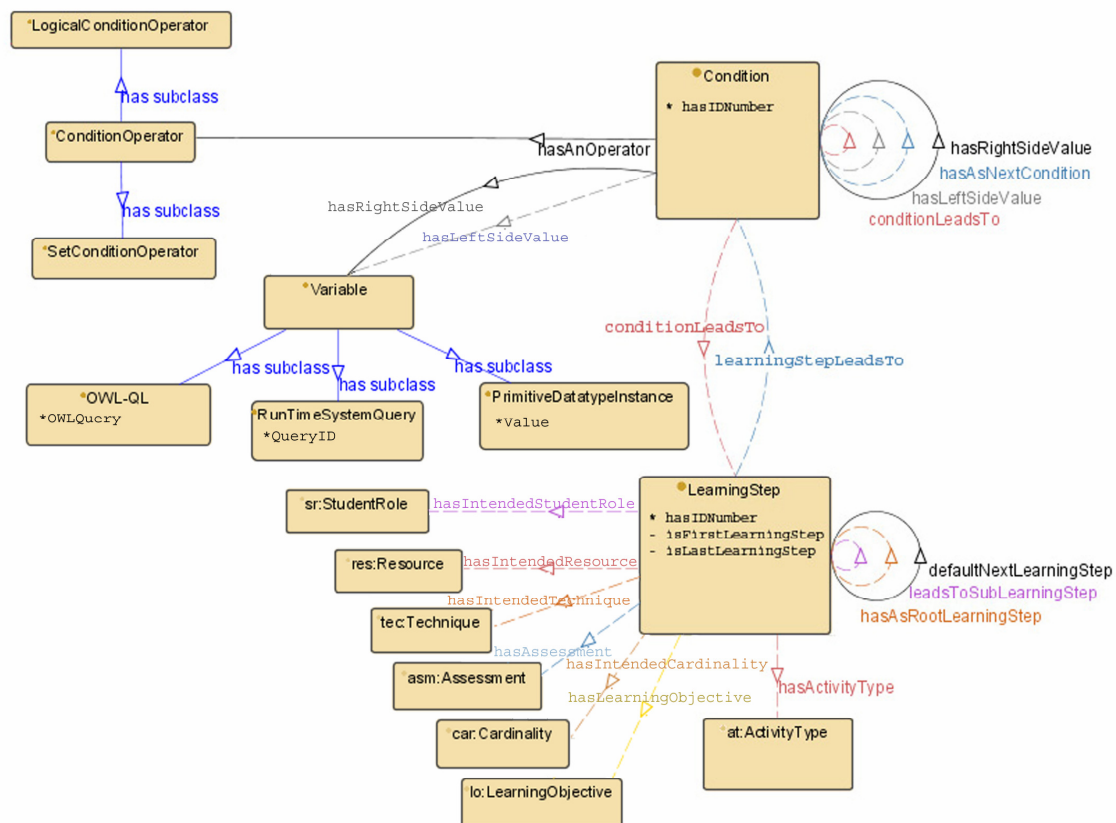 *LogicalConditionOperator
has subclass
*ConditionOperator
has subclass
*SetConditionOperator
Condition
* hasIDNumber
hasAnOperator
hasRightSideValue
hasAsNextCondition
hasLeftSideValue
conditionLeadsTo
hasRightSideValue
hasLeftSideValue
Variable
has subclass
has subclass
has subclass
OWL-QL
*OWLQucry
RunTimeSystemQuery
*QueryID
PrimitiveDatatypeInstance
*Value
conditionLeadsTo
learningStepLeadsTo
LearningStep
* hasIDNumber
- isFirstLearningStep
- isLastLearningStep
defaultNextLearningStep
leadsToSubLearningStep
hasAsRootLearningStep
sr:StudentRole
hasIntendedStudentRole
res:Resource
hasIntendedResource
hasIntendedTechnique
tec:Technique
hasAssessment
asm:Assessment
hasIntendedCardinality
hasLearningObjective
hasActivityType
car:Cardinality
at:ActivityType
lo:LearningObjective